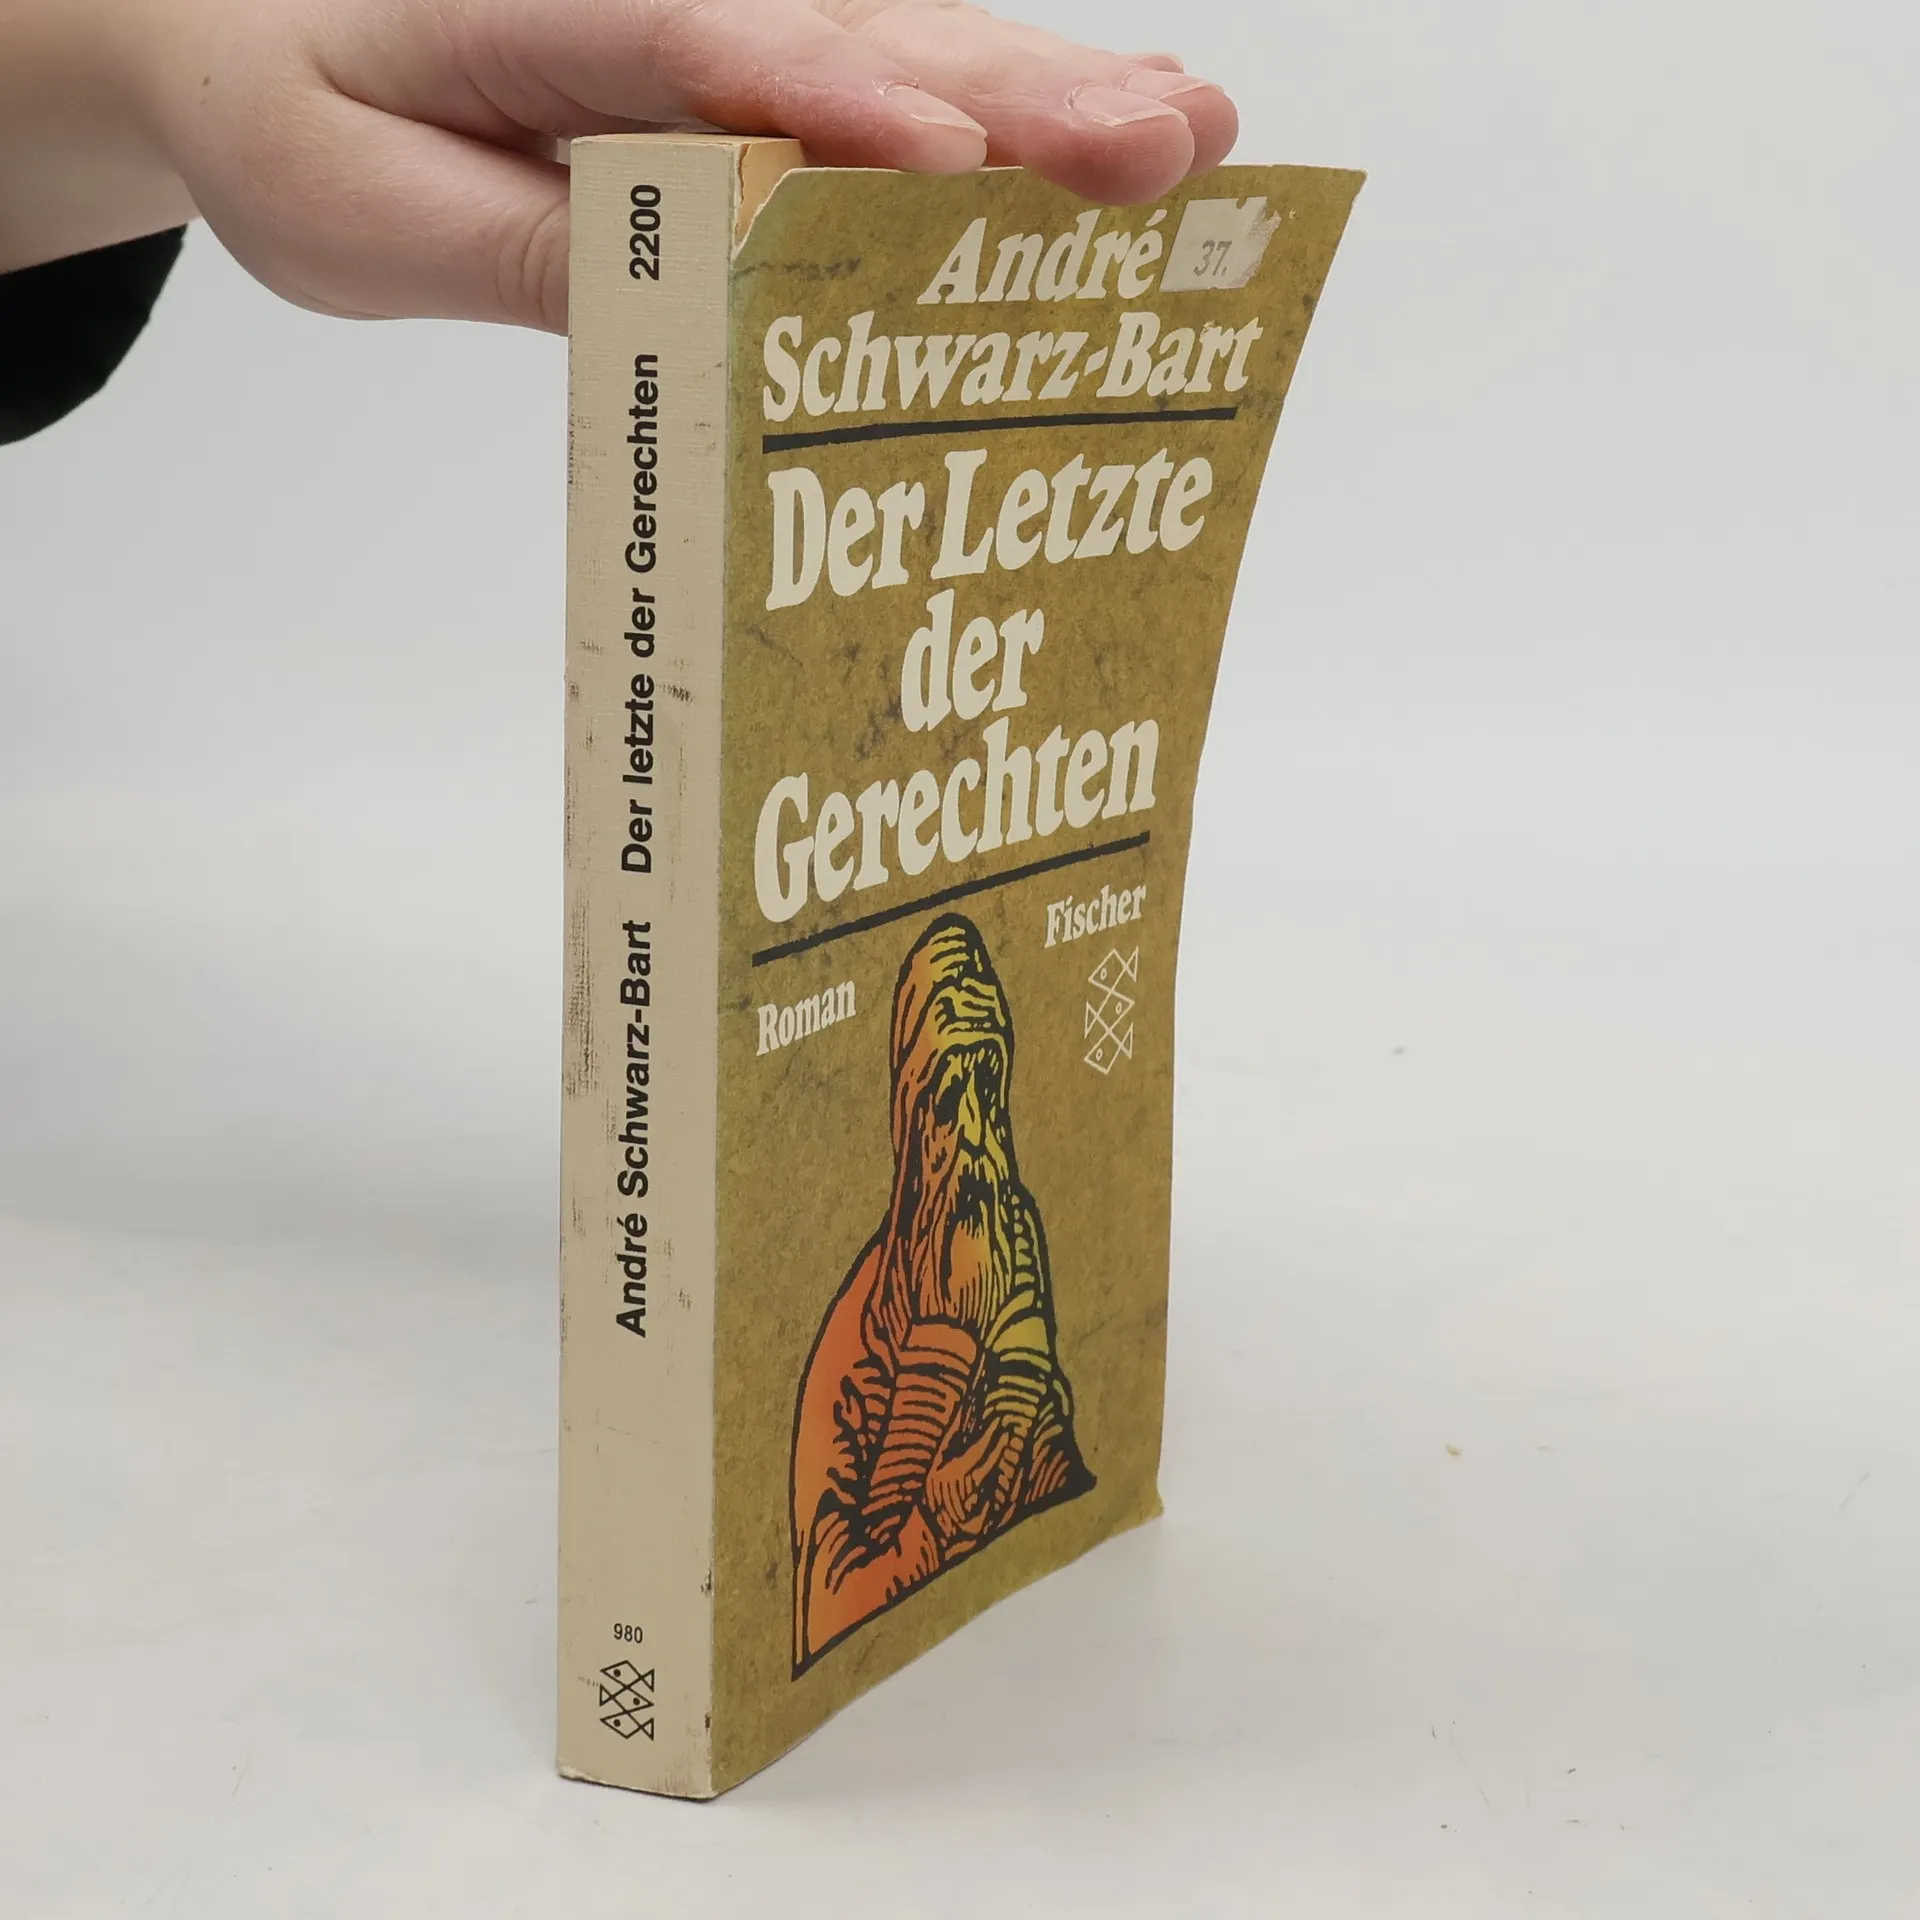 André Schwarz-Bart Der letzte der Gerechten 2200
980
André
37.
Schwarz-Bart
Der Letzte
der
Gerechten
Fischer
Roman